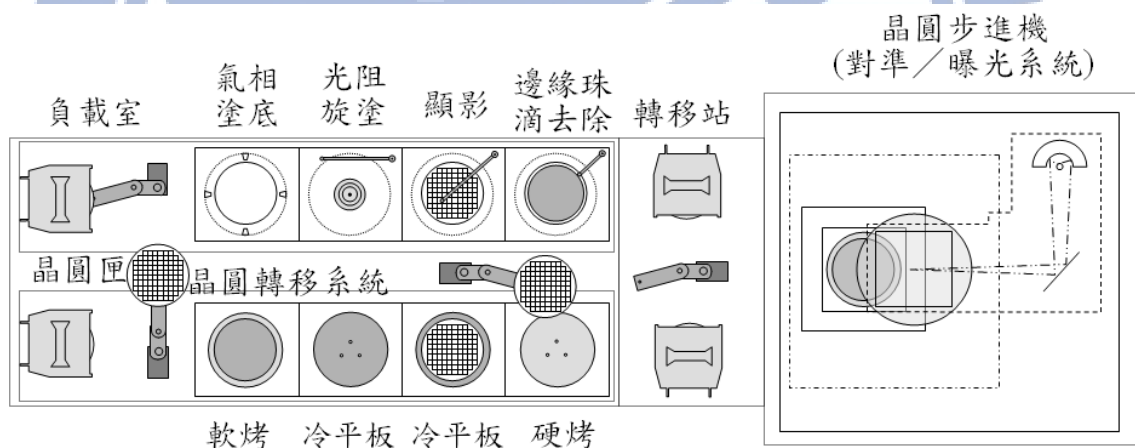 晶圓步進機
(對準／曝光系統)
負載室
氣相
塗底
光阻
旋塗
顯影
邊緣珠
滴去除
轉移站
晶圓匣
晶圓轉移系統
軟烤
冷平板
冷平板
硬烤